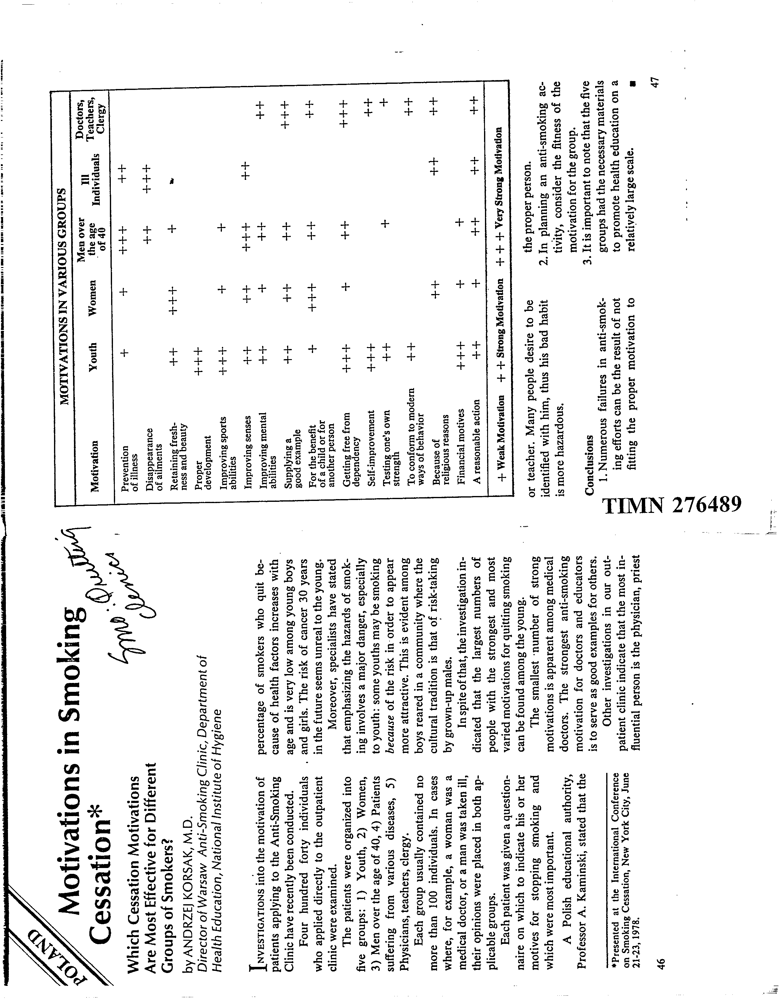 POLAND
Motivations in Smoking
Cessation*
Smo: Quitting
Which Cessation Motivations
Are Most Effective for Different
Groups of Smokers?
by ANDRZEJ KORSAK, M.D.
Director of Warsaw Anti-Smoking Clinic, Department of
Health Education, National Institute of Hygiene
INVESTIGATIONS into the motivation of
patients applying to the Anti-Smoking
Clinic have recently been conducted.
Four hundred forty individuals
who applied directly to the outpatient
clinic were examined.
The patients were organized into
five groups: 1) Youth, 2) Women,
3) Men over the age of 40, 4) Patients
suffering from various diseases, 5)
Physicians, teachers, clergy.
Each group usually contained no
more than 100 individuals. In cases
where, for example, a woman was a
medical doctor, or a man was taken ill,
their opinions were placed in both ap-
plicable groups.
Each patient was given a question-
naire on which to indicate his or her
motives for stopping smoking and
which were most important.
A Polish educational authority,
Professor A. Kaminski, stated that the
*Presented at the International Conference
on Smoking Cessation, New York City, June
21-23, 1978.
46
percentage of smokers who quit be-
cause of health factors increases with
age and is very low among young boys
and girls. The risk of cancer 30 years
in the future seems unreal to the young.
Moreover, specialists have stated
that emphasizing the hazards of smok-
ing involves a major danger, especially
to youth: some youths may be smoking
because of the risk in order to appear
more attractive. This is evident among
boys reared in a community where the
cultural tradition is that of risk-taking
by grown-up males.
In spite of that, the investigation in-
dicated that the largest numbers of
people with the strongest and most
varied motivations for quitting smoking
can be found among the young.
The smallest number of strong
motivations is apparent among medical
doctors. The strongest anti-smoking
motivation for doctors and educators
is to serve as good examples for others.
Other investigations in our out-
patient clinic indicate that the most in-
fluential person is the physician, priest
MOTIVATIONS IN VARIOUS GROUPS
Motivation Youth Women Men over the age of 40 Ill Individuals Doctors, Teachers, Clergy
Prevention of illness + + +++ ++
Disappearance of ailments ++ +++
Retaining fresh-
ness and beauty ++ +++ +
Proper development +++
Improving sports abilities +++ + +
Improving senses ++ ++ +++ ++
Improving mental abilities ++ + ++ ++
Supplying a good example ++ ++ ++ +++
For the benefit of a child or for another person + +++ ++ ++
Getting free from dependency +++ + ++ +++
Self-improvement +++ ++
Testing one's own strength ++ + +
To conform to modern ways of behavior ++ ++
Because of religious reasons ++ ++ ++
Financial motives +++ + +
A reasonable action ++ + ++ ++ ++
+ Weak Motivation + + Strong Motivation + + + Very Strong Motivation
or teacher. Many people desire to be
identified with him, thus his bad habit
is more hazardous.
Conclusions
1. Numerous failures in anti-smok-
ing efforts can be the result of not
fitting the proper motivation to
the proper person.
2. In planning an anti-smoking ac-
tivity, consider the fitness of the
motivation for the group.
3. It is important to note that the five
groups had the necessary materials
to promote health education on a
relatively large scale. ■
47
TIMN 276489